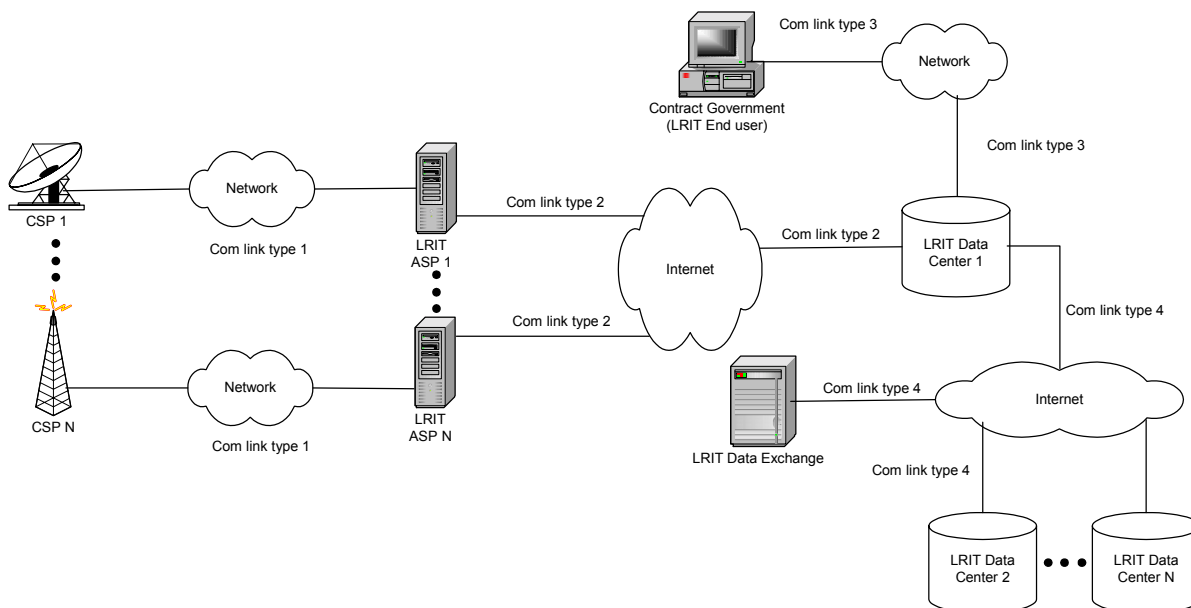 Com link type 3
Network
Contract Government
(LRIT End user)
Com link type 3
CSP 1
Network
Com link type 1
LRIT
ASP 1
Com link type 2
Internet
Com link type 2
LRIT Data
Center 1
Com link type 2
Com link type 4
CSP N
Network
Com link type 1
LRIT
ASP N
LRIT Data Exchange
Com link type 4
Internet
Com link type 4
LRIT Data
Center 2
LRIT Data
Center N